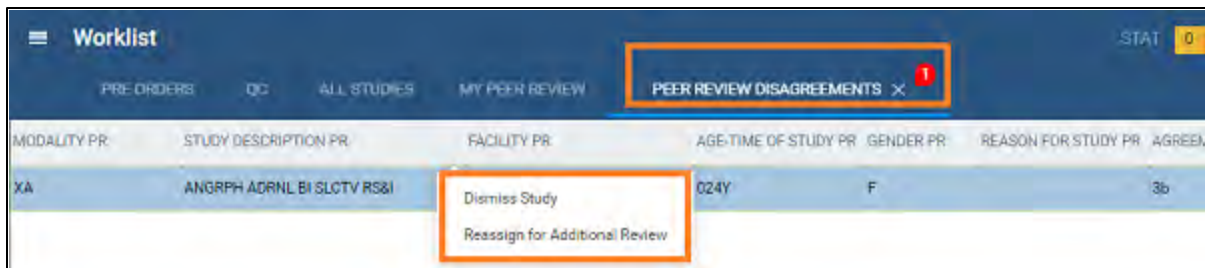 Worklist
STAT 0
PRE ORDERS QC ALL STUDIES MY PEER REVIEW PEER REVIEW DISAGREEMENTS × 1
MODALITY PR STUDY DESCRIPTION PR FACILITY PR AGE-TIME OF STUDY PR GENDER PR REASON FOR STUDY PR AGREEM
XA ANGRPH ADRNL BI SLCTV RS&I 024Y F 3b
Dismiss Study
Reassign for Additional Review